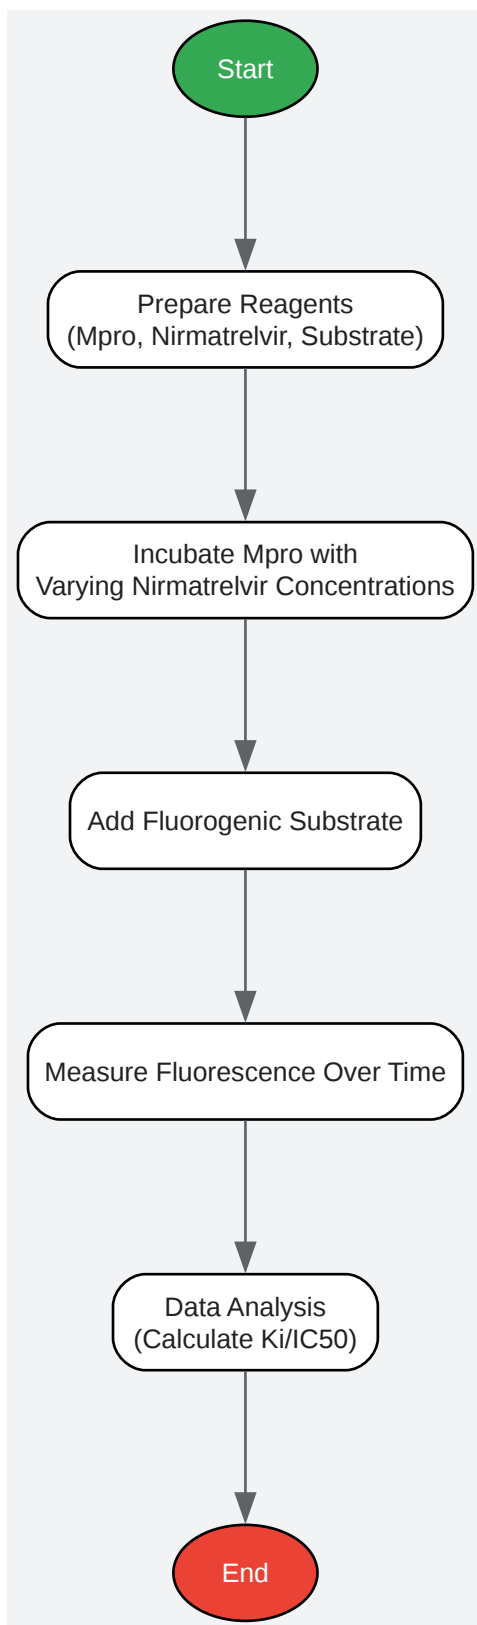 Start
Prepare Reagents
(Mpro, Nirmatrelvir, Substrate)
Incubate Mpro with
Varying Nirmatrelvir Concentrations
Add Fluorogenic Substrate
Measure Fluorescence Over Time
Data Analysis
(Calculate Ki/IC50)
End